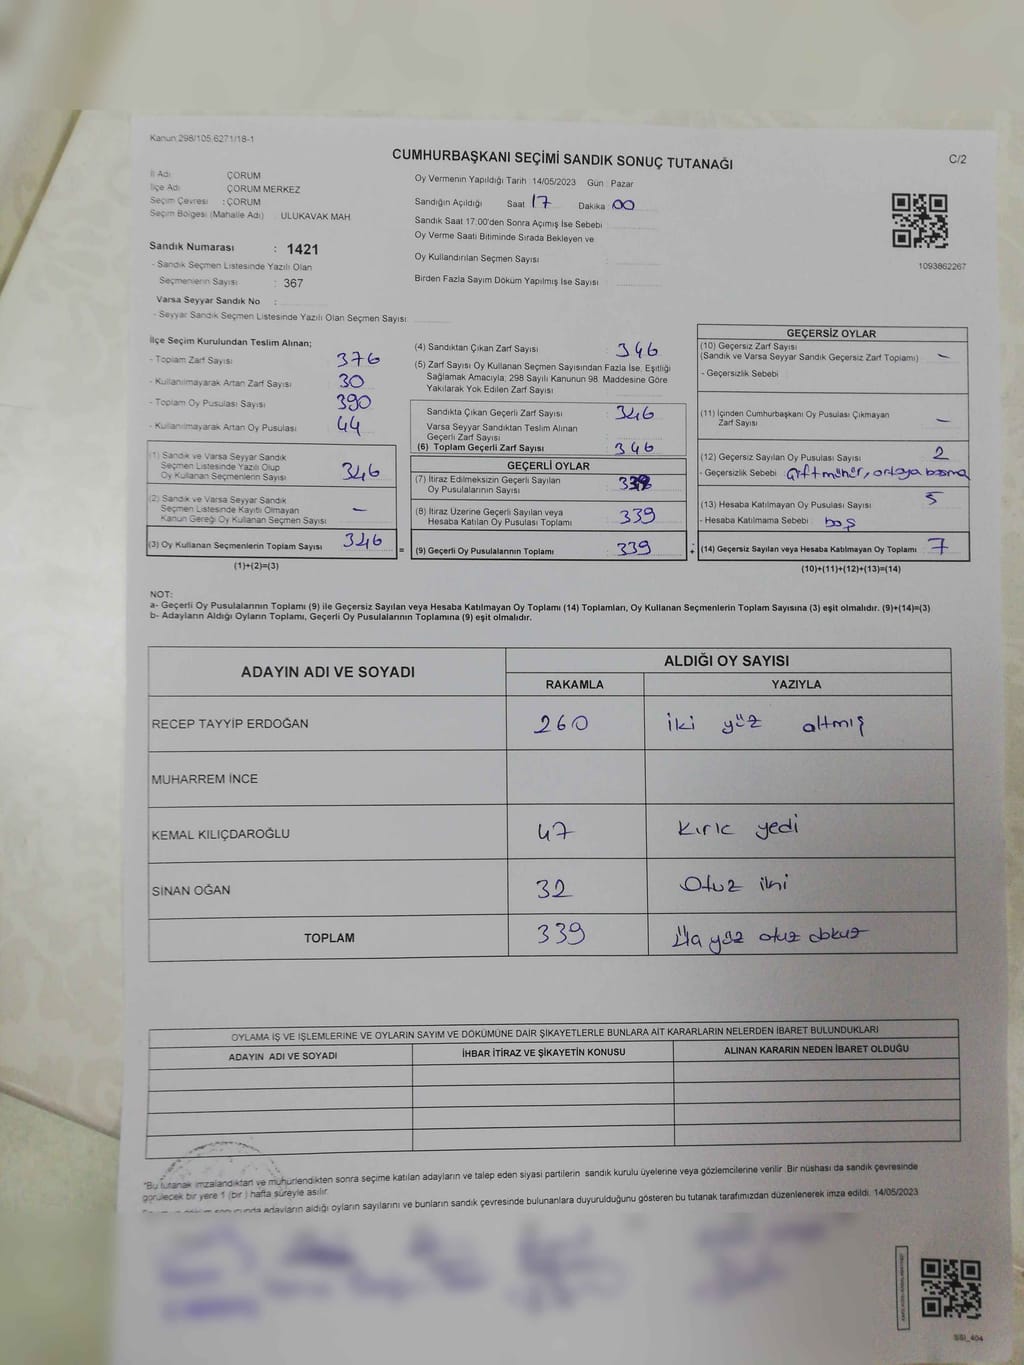 Kanun 298/105 6271/18-1
CUMHURBAŞKANI SEÇİMİ SANDIK SONUÇ TUTANAĞI
C/2
İl Adı ÇORUM
İlçe Adı ÇORUM MERKEZ
Seçim Çevresi : ÇORUM
Seçim Bölgesi (Mahalle Adı) : ULUKAVAK MAH
Sandık Numarası : 1421
- Sandık Seçmen Listesinde Yazılı Olan
Seçmenlerin Sayısı : 367
Varsa Seyyar Sandık No :
- Seyyar Sandık Seçmen Listesinde Yazılı Olan Seçmen Sayısı
Oy Vermenin Yapıldığı Tarih 14/05/2023 Gün Pazar
Sandığın Açıldığı Saat 17 Dakika 00
Sandık Saat 17:00'den Sonra Açımış İse Sebebi
Oy Verme Saati Bitiminde Sırada Bekleyen ve
Oy Kullandırılan Seçmen Sayısı :
Birden Fazla Sayım Döküm Yapılmış İse Sayısı
1093862267
İlçe Seçim Kurulundan Teslim Alınan;
- Toplam Zarf Sayısı 376
- Kullanılmayarak Artan Zarf Sayısı 30
- Toplam Oy Pusulası Sayısı 390
- Kullanılmayarak Artan Oy Pusulası 44
(1) Sandık ve Varsa Seyyar Sandık
Seçmen Listesinde Yazılı Olup
Oy Kullanan Seçmenlerin Sayısı 346
(2) Sandık ve Varsa Seyyar Sandık
Seçmen Listesinde Kayıtlı Olmayan
Kanun Gereği Oy Kullanan Seçmen Sayısı -
(3) Oy Kullanan Seçmenlerin Toplam Sayısı 346
(1)+(2)=(3)
(4) Sandıktan Çıkan Zarf Sayısı : 346
(5) Zarf Sayısı Oy Kullanan Seçmen Sayısından Fazla İse, Eşitliği
Sağlamak Amacıyla, 298 Sayılı Kanunun 98. Maddesine Göre
Yakılarak Yok Edilen Zarf Sayısı
Sandıkta Çıkan Geçerli Zarf Sayısı : 346
Varsa Seyyar Sandıktan Teslim Alınan
Geçerli Zarf Sayısı :
(6) Toplam Geçerli Zarf Sayısı : 346
GEÇERLİ OYLAR
(7) İtiraz Edilmeksizin Geçerli Sayılan
Oy Pusulalarının Sayısı : 339
(8) İtiraz Üzerine Geçerli Sayılan veya
Hesaba Katılan Oy Pusulası Toplamı : 339
= (9) Geçerli Oy Pusulalarının Toplamı : 339 +
GEÇERSİZ OYLAR
(10) Geçersiz Zarf Sayısı
(Sandık ve Varsa Seyyar Sandık Geçersiz Zarf Toplamı) -
- Geçersizlik Sebebi
(11) İçinden Cumhurbaşkanı Oy Pusulası Çıkmayan
Zarf Sayısı -
(12) Geçersiz Sayılan Oy Pusulası Sayısı 2
- Geçersizlik Sebebi Çift mühür, ortaya basma
(13) Hesaba Katılmayan Oy Pusulası Sayısı 5
- Hesaba Katılmama Sebebi boş
(14) Geçersiz Sayılan veya Hesaba Katılmayan Oy Toplamı 7
(10)+(11)+(12)+(13)=(14)
NOT:
a- Geçerli Oy Pusulalarının Toplamı (9) ile Geçersiz Sayılan veya Hesaba Katılmayan Oy Toplamı (14) Toplamları, Oy Kullanan Seçmenlerin Toplam Sayısına (3) eşit olmalıdır. (9)+(14)=(3)
b- Adayların Aldığı Oyların Toplamı, Geçerli Oy Pusulalarının Toplamına (9) eşit olmalıdır.
ADAYIN ADI VE SOYADI
ALDIĞI OY SAYISI
RAKAMLA YAZIYLA
RECEP TAYYİP ERDOĞAN 260 iki yüz altmış
MUHARREM İNCE
KEMAL KILIÇDAROĞLU 47 Kırk yedi
SİNAN OĞAN 32 Otuz iki
TOPLAM 339 yüz otuz dokuz
OYLAMA İŞ VE İŞLEMLERİNE VE OYLARIN SAYIM VE DÖKÜMÜNE DAİR ŞİKAYETLERLE BUNLARA AİT KARARLARIN NELERDEN İBARET BULUNDUKLARI
ADAYIN ADI VE SOYADI İHBAR İTİRAZ VE ŞİKAYETİN KONUSU ALINAN KARARIN NEDEN İBARET OLDUĞU
*Bu tutanak imzalandıktan ve mühürlendikten sonra seçime katılan adayların ve talep eden siyasi partilerin sandık kurulu üyelerine veya gözlemcilerine verilir. Bir nüshası da sandık çevresinde
görülecek bir yere 1 (bir) hafta süreyle asılır.
sonucunda adayların aldığı oyların sayılarını ve bunların sandık çevresinde bulunanlara duyurulduğunu gösteren bu tutanak tarafımızdan düzenlenerek imza edildi. 14/05/2023
SSI_404